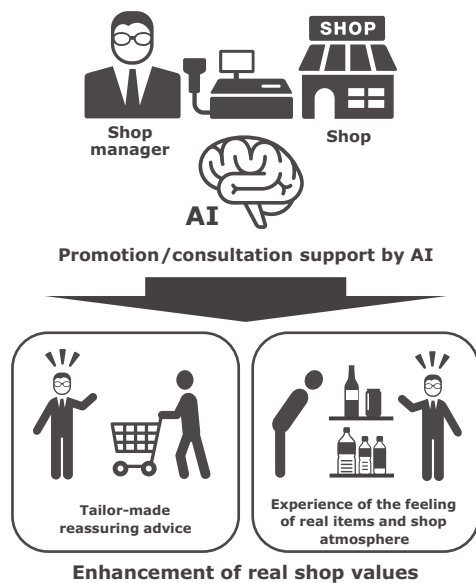 SHOP
Shop
manager
Shop
AI
Promotion/consultation support by AI
Tailor-made
reassuring advice
Experience of the feeling
of real items and shop
atmosphere
Enhancement of real shop values